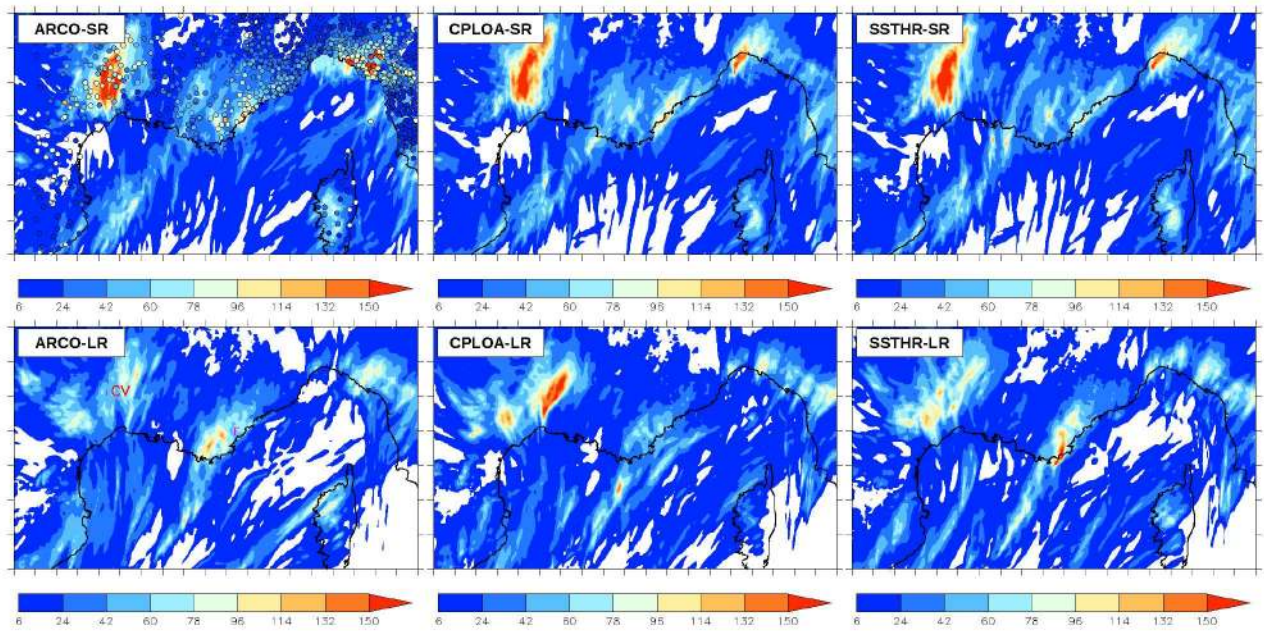 ARCO-SR CPLOA-SR SSTHR-SR
6 24 42 60 78 96 114 132 150 6 24 42 60 78 96 114 132 150 6 24 42 60 78 96 114 132 150
ARCO-LR CPLOA-LR SSTHR-LR
CV
F
6 24 42 60 78 96 114 132 150 6 24 42 60 78 96 114 132 150 6 24 42 60 78 96 114 132 150